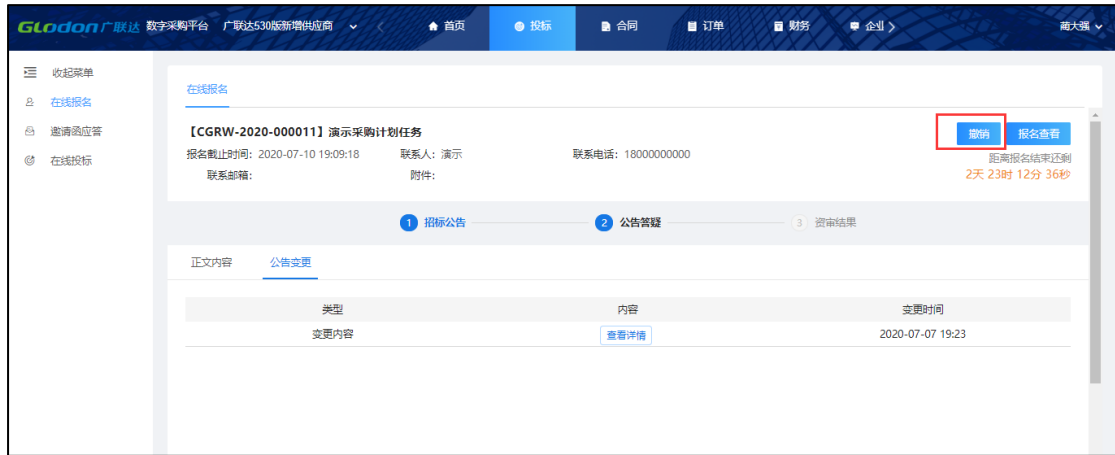 Glodon广联达 数字采购平台 广联达530版新增供应商 首页 投标 合同 订单 财务 企业 蔺大强
收起菜单
在线报名
邀请函应答
在线投标
在线报名
【CGRW-2020-000011】演示采购计划任务
撤销 报名查看
报名截止时间：2020-07-10 19:09:18 联系人：演示 联系电话：18000000000
距离报名结束还剩
联系邮箱： 附件：
2天 23时 12分 36秒
1 招标公告 2 公告答疑 3 资审结果
正文内容 公告变更
类型 内容 变更时间
变更内容 查看详情 2020-07-07 19:23